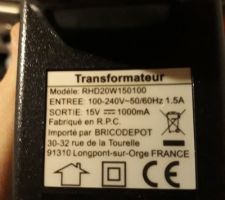 Transformateur
Modèle: RHD20W150100
ENTREE: 100-240V~50/60Hz 1.5A
SORTIE: 15V ⎓ 1000mA
Fabriqué en R.P.C.
Importé par BRICODEPOT
30-32 rue de la Tourelle
91310 Longpont-sur-Orge FRANCE
CE